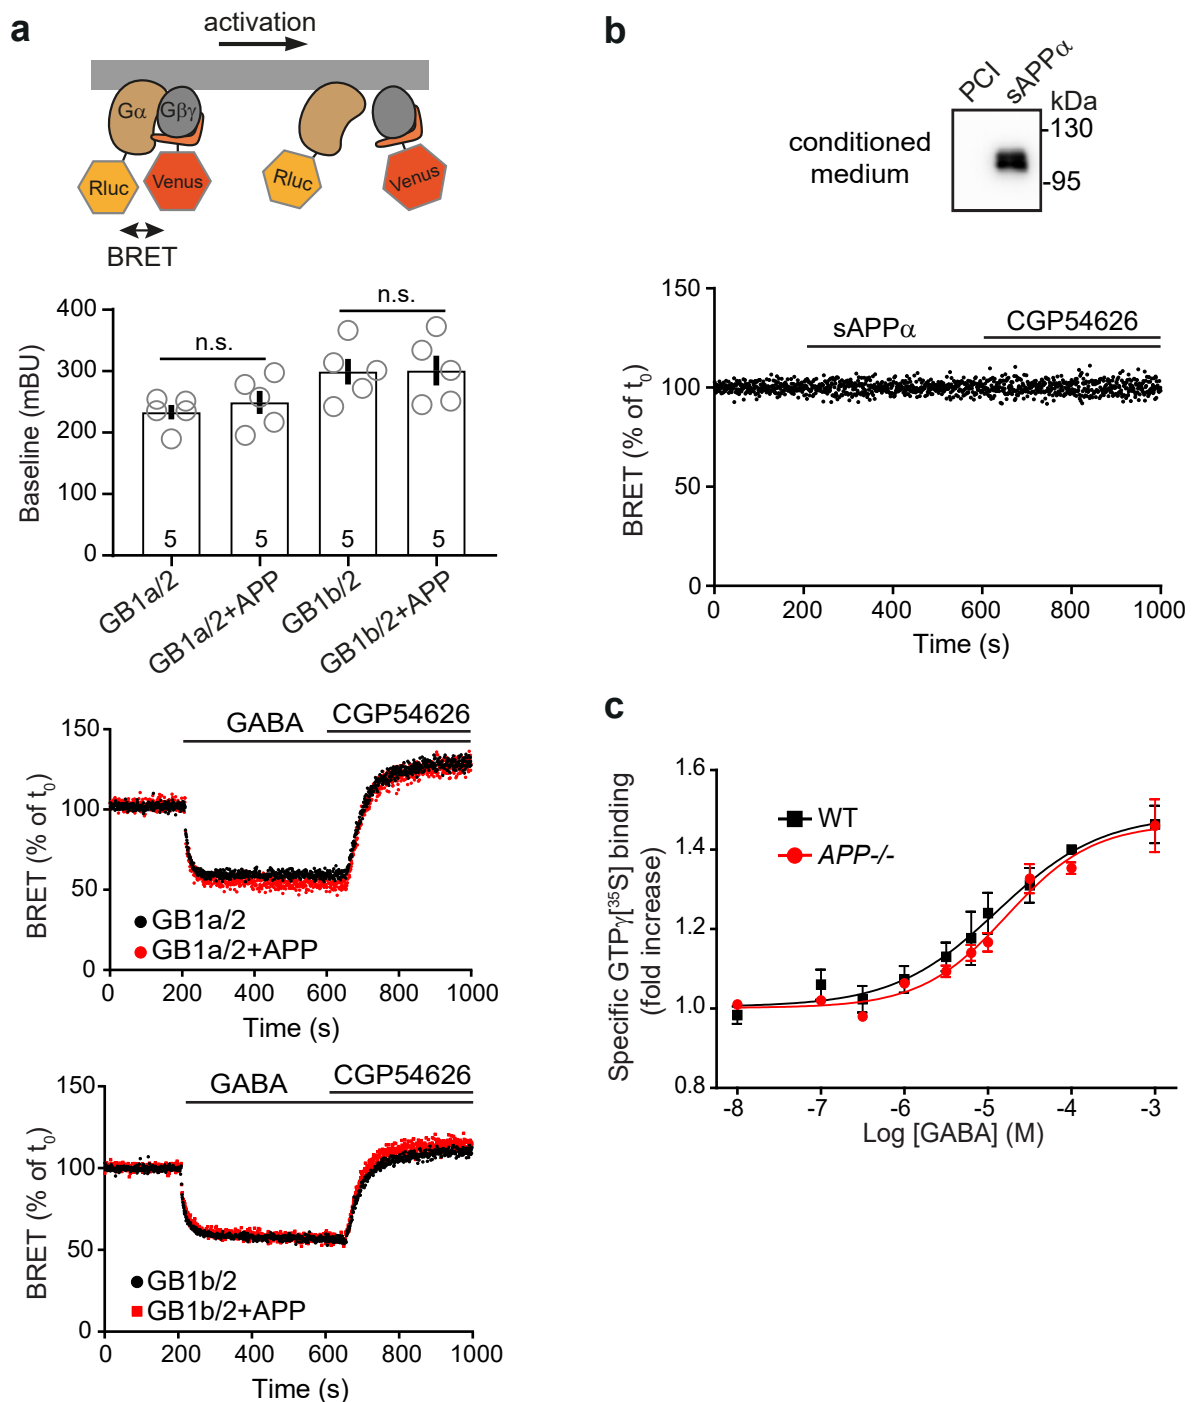 a
activation
Gα
Gβγ
Rluc
Venus
Rluc
Venus
BRET
Baseline (mBU)
400
300
200
100
0
n.s.
n.s.
5
5
5
5
GB1a/2
GB1a/2+APP
GB1b/2
GB1b/2+APP
BRET (% of t0)
150
100
50
0
GABA
CGP54626
GB1a/2
GB1a/2+APP
0 200 400 600 800 1000
Time (s)
BRET (% of t0)
150
100
50
0
GABA
CGP54626
GB1b/2
GB1b/2+APP
0 200 400 600 800 1000
Time (s)
b
PCI
sAPPα
kDa
-130
-95
conditioned
medium
BRET (% of t0)
150
100
50
0
sAPPα
CGP54626
0 200 400 600 800 1000
Time (s)
c
Specific GTPγ[35S] binding
(fold increase)
1.6
1.4
1.2
1.0
0.8
WT
APP-/-
-8 -7 -6 -5 -4 -3
Log [GABA] (M)